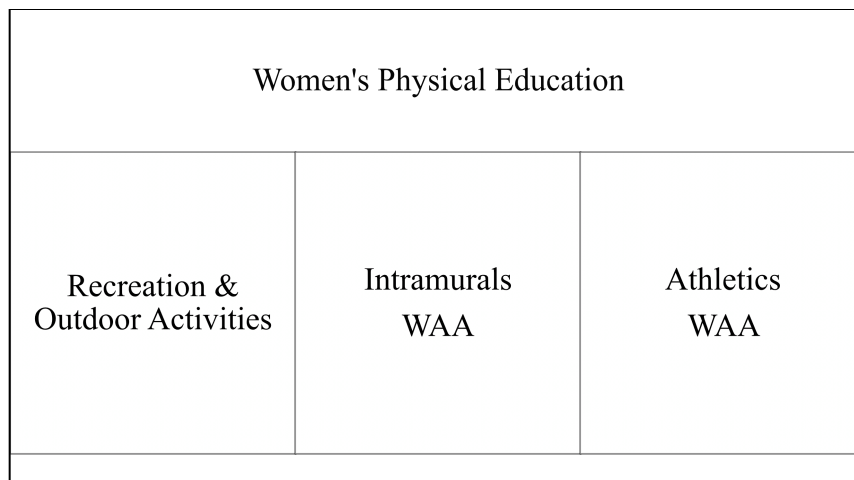 Women's Physical Education
Recreation &
Outdoor Activities
Intramurals
WAA
Athletics
WAA